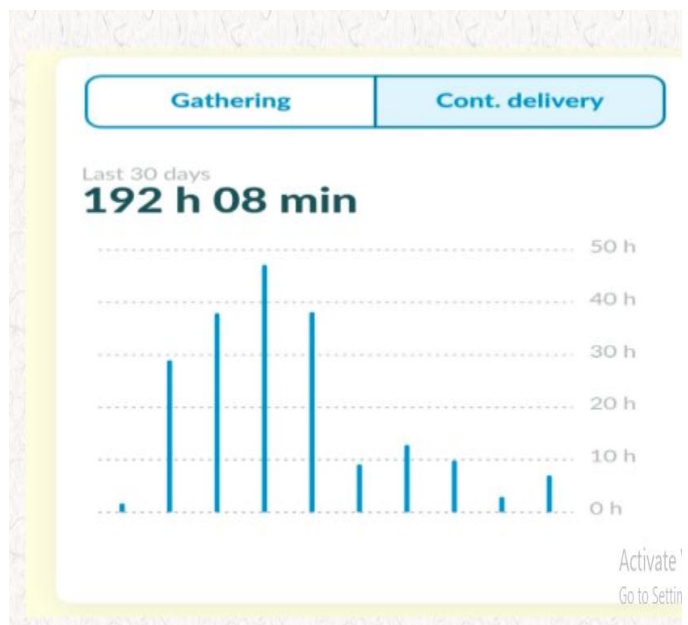 Gathering
Cont. delivery
Last 30 days
192 h 08 min
50 h
40 h
30 h
20 h
10 h
0 h
Activate
Go to Settin